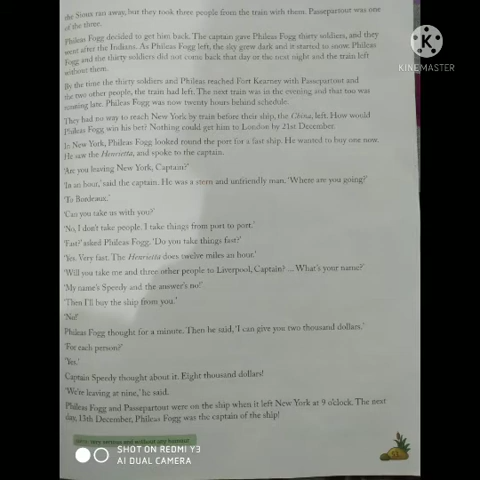 the Sioux ran away, but they took three people from the train with them. Passepartout was one
of the three.
Phileas Fogg decided to get him back. The captain gave Phileas Fogg thirty soldiers, and they
went after the Indians. As Phileas Fogg left, the sky grew dark and it started to snow. Phileas
Fogg and the thirty soldiers did not come back that day or the next night and the train left
without them.
By the time the thirty soldiers and Phileas reached Fort Kearney with Passepartout and
the two other people, the train had left. The next train was in the evening and that too was
running late. Phileas Fogg was now twenty hours behind schedule.
They had no way to reach New York by train before their ship, the China, left. How would
Phileas Fogg win his bet? Nothing could get him to London by 21st December.
In New York, Phileas Fogg looked round the port for a fast ship. He wanted to buy one now.
He saw the Henrietta, and spoke to the captain.
'Are you leaving New York, Captain?'
'In an hour,' said the captain. He was a stern and unfriendly man. 'Where are you going?'
'To Bordeaux.'
'Can you take us with you?'
'No, I don't take people. I take things from port to port.'
'Fast?' asked Phileas Fogg. 'Do you take things fast?'
'Yes. Very fast. The Henrietta does twelve miles an hour.'
'Will you take me and three other people to Liverpool, Captain? ... What's your name?'
'My name's Speedy and the answer's no!'
'Then I'll buy the ship from you.'
'No!'
Phileas Fogg thought for a minute. Then he said, 'I can give you two thousand dollars.'
'For each person?'
'Yes.'
Captain Speedy thought about it. Eight thousand dollars!
'We're leaving at nine,' he said.
Phileas Fogg and Passepartout were on the ship when it left New York at 9 o'clock. The next
day, 13th December, Phileas Fogg was the captain of the ship!
very serious and without any humour
SHOT ON REDMI Y3
AI DUAL CAMERA
KINEMASTER